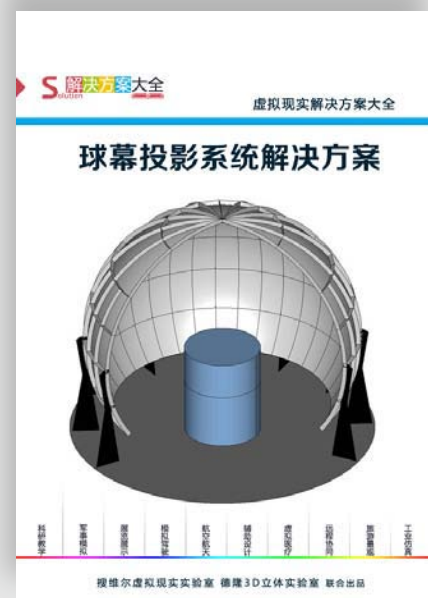 Solution 解决方案大全
虚拟现实解决方案大全
球幕投影系统解决方案
科研教学
军事模拟
展览展示
模拟驾驶
航空航天
辅助设计
虚拟医疗
远程协同
旅游景观
工业仿真
搜维尔虚拟现实实验室 德隆3D立体实验室 联合出品